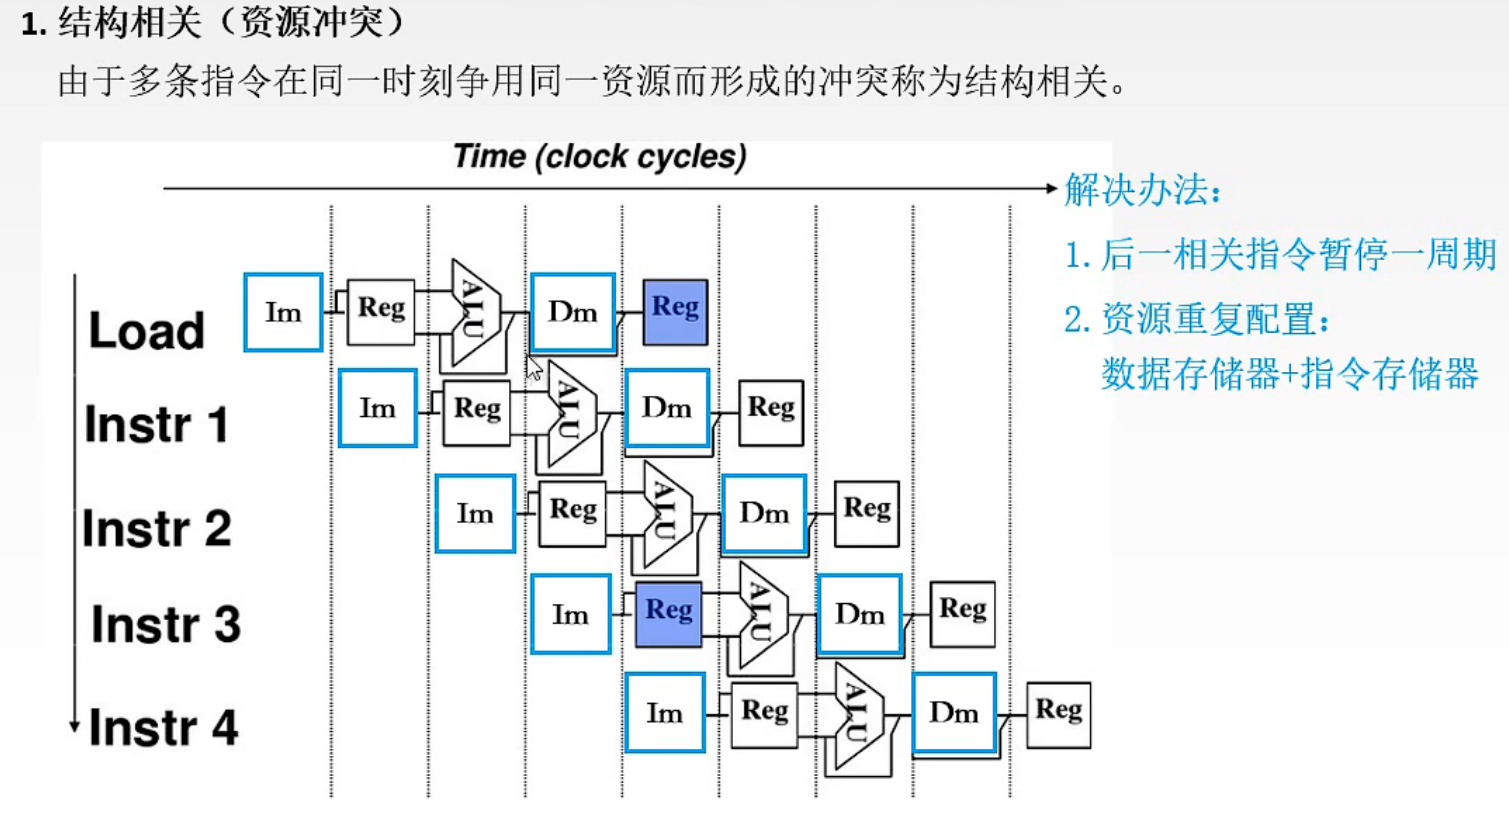 1. 结构相关（资源冲突）
由于多条指令在同一时刻争用同一资源而形成的冲突称为结构相关。
Time (clock cycles)
解决办法：
1. 后一相关指令暂停一周期
2. 资源重复配置：
数据存储器+指令存储器
Load Im Reg ALU Dm Reg
Instr 1 Im Reg ALU Dm Reg
Instr 2 Im Reg ALU Dm Reg
Instr 3 Im Reg ALU Dm Reg
Instr 4 Im Reg ALU Dm Reg